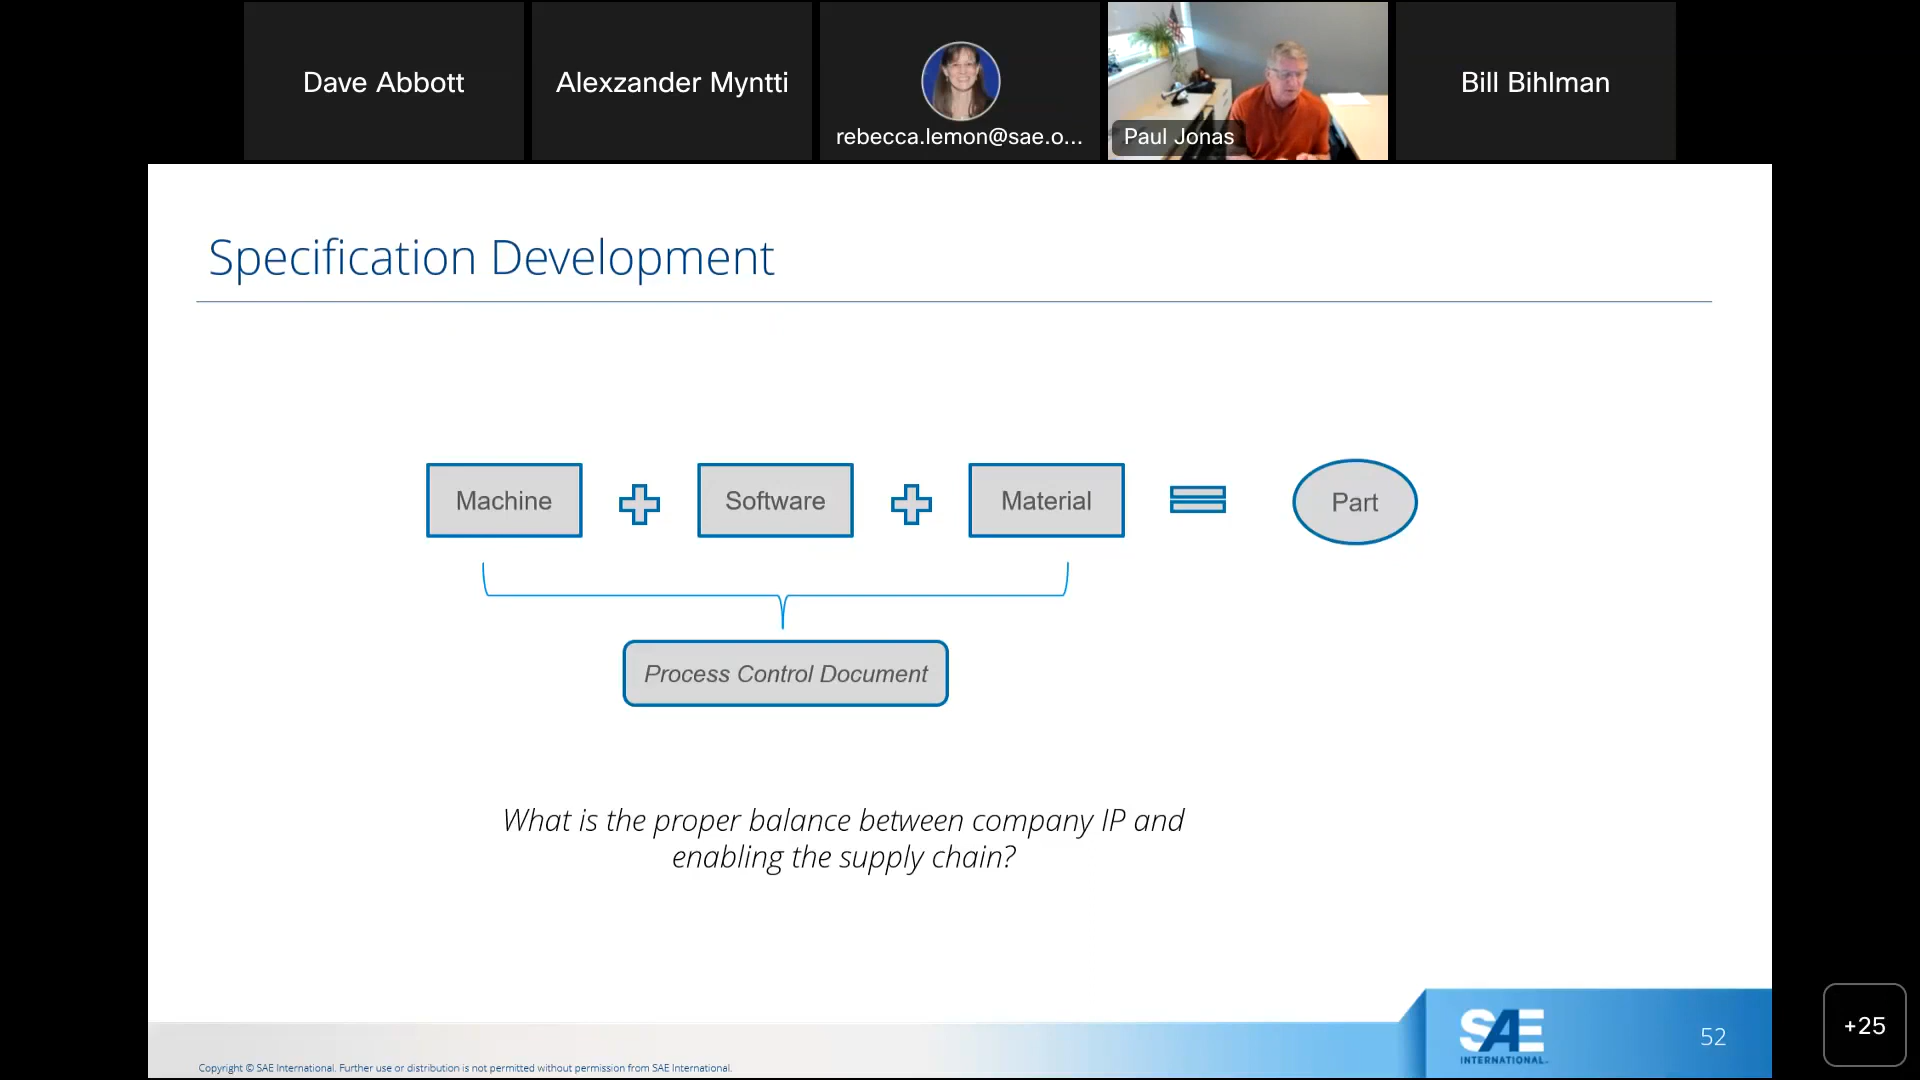 Dave Abbott
Alexzander Myntti
rebecca.lemon@sae.o...
Paul Jonas
Bill Bihlman
Specification Development
Machine
Software
Material
Part
Process Control Document
What is the proper balance between company IP and
enabling the supply chain?
SAE
INTERNATIONAL.
52
+25
Copyright © SAE International. Further use or distribution is not permitted without permission from SAE International.